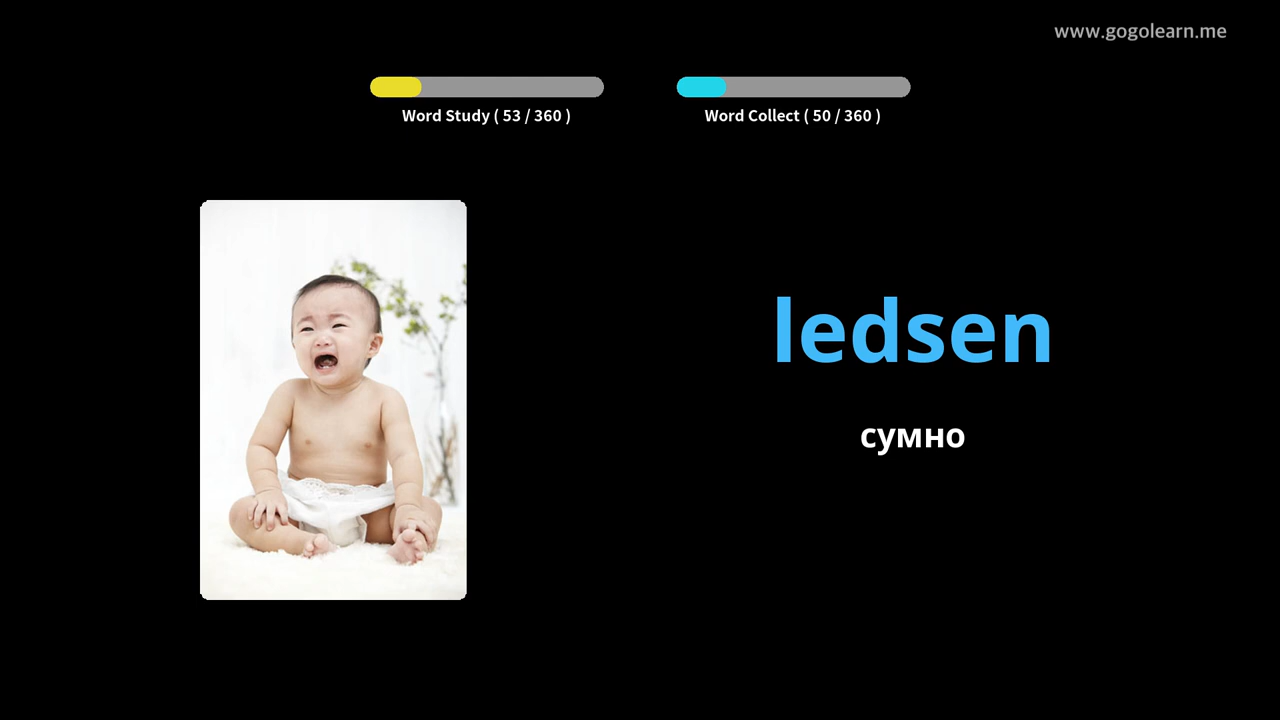 www.gogolearn.me
Word Study ( 53 / 360 )
Word Collect ( 50 / 360 )
ledsen
сумно